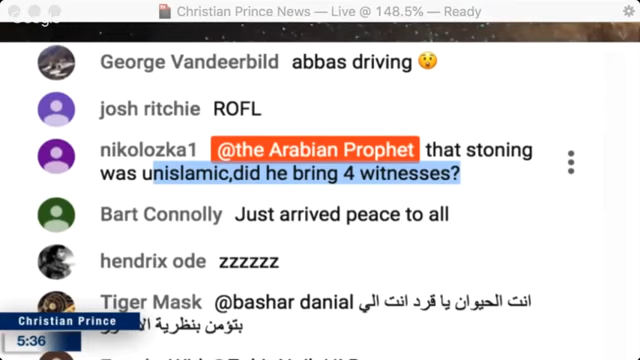 Christian Prince News — Live @ 148.5% — Ready
George Vandeerbild abbas driving 😲
josh ritchie ROFL
nikolozka1 @the Arabian Prophet that stoning
was unislamic,did he bring 4 witnesses?
Bart Connolly Just arrived peace to all
hendrix ode zzzzzz
Tiger Mask @bashar danial انت الحيوان يا قرد انت الي
بتؤمن بنظرية
Christian Prince
5:36